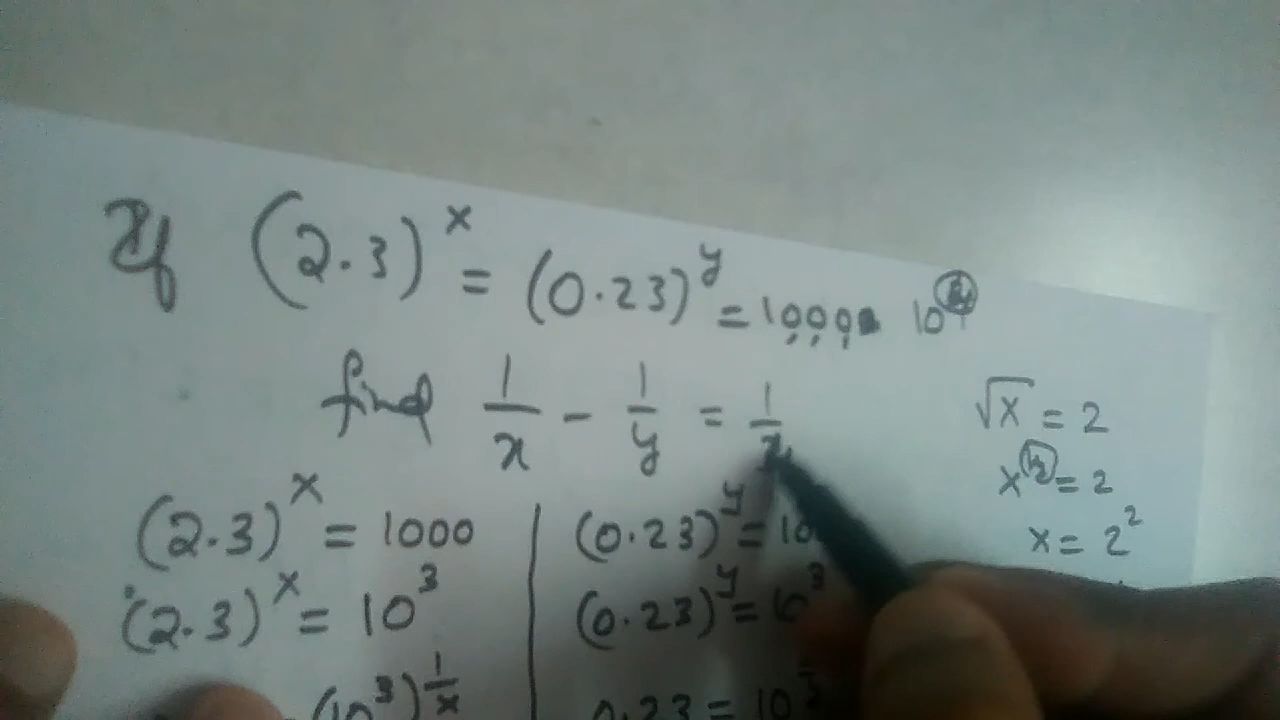 If (2.3)^x = (0.23)^y = 1000 10
find 1/x - 1/y = 1/x
√x = 2
x^(1/2) = 2
x = 2^2
(2.3)^x = 1000
(2.3)^x = 10^3
(10^3)^(1/x)
(0.23)^y = 10
(0.23)^y = 10^3
0.23 = 10